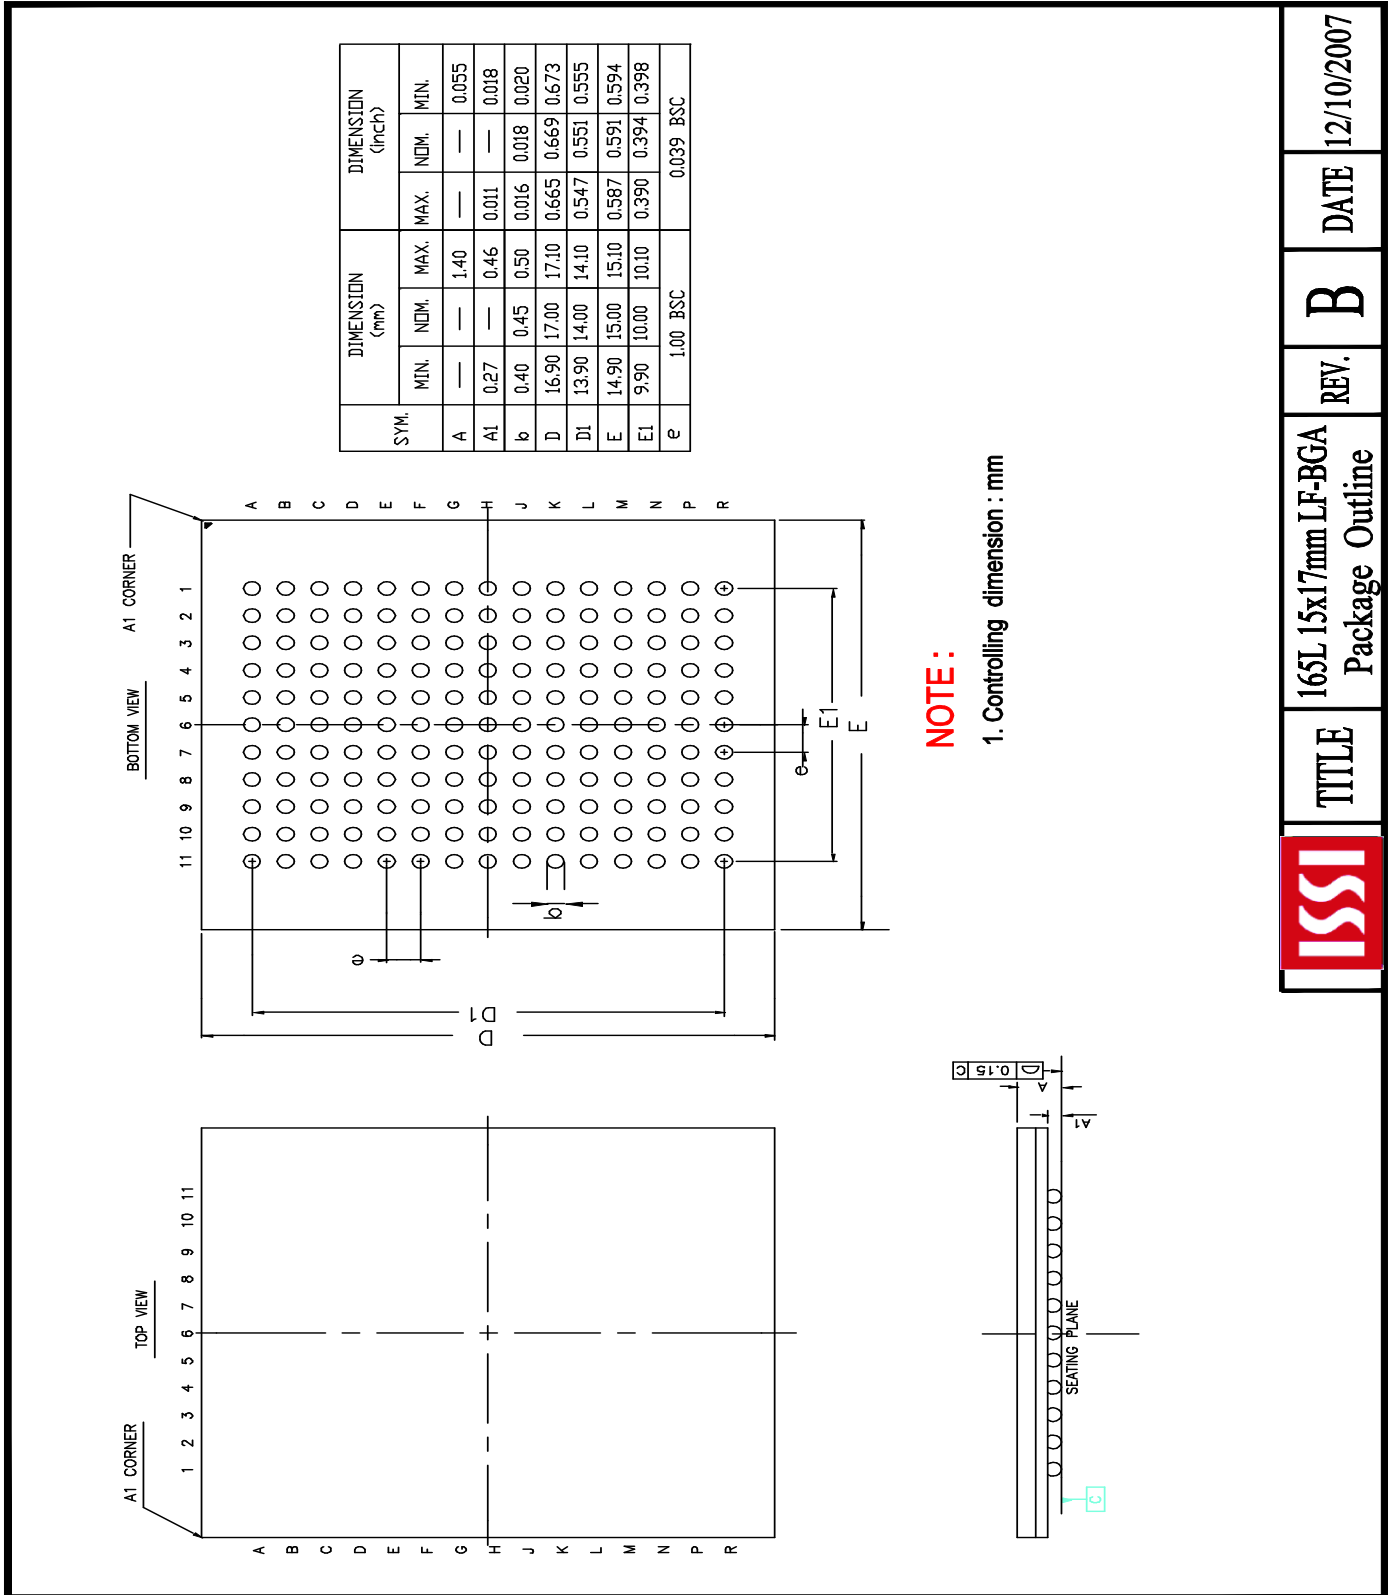 A1 CORNER
TOP VIEW
1 2 3 4 5 6 7 8 9 10 11
A
B
C
D
E
F
G
H
J
K
L
M
N
P
R
BOTTOM VIEW
A1 CORNER
11 10 9 8 7 6 5 4 3 2 1
A
B
C
D
E
F
G
H
J
K
L
M
N
P
R
e
D1
D
b
e
E1
E
SYM. DIMENSION (mm) DIMENSION (inch)
MIN. NOM. MAX. MAX. NOM. MIN.
A — — 1.40 — — 0.055
A1 0.27 — 0.46 0.011 — 0.018
b 0.40 0.45 0.50 0.016 0.018 0.020
D 16.90 17.00 17.10 0.665 0.669 0.673
D1 13.90 14.00 14.10 0.547 0.551 0.555
E 14.90 15.00 15.10 0.587 0.591 0.594
E1 9.90 10.00 10.10 0.390 0.394 0.398
e 1.00 BSC 0.039 BSC
C
SEATING PLANE
A
A1
0.15 C
NOTE :
1. Controlling dimension : mm
ISSI
TITLE
165L 15x17mm LF-BGA
Package Outline
REV.
B
DATE
12/10/2007